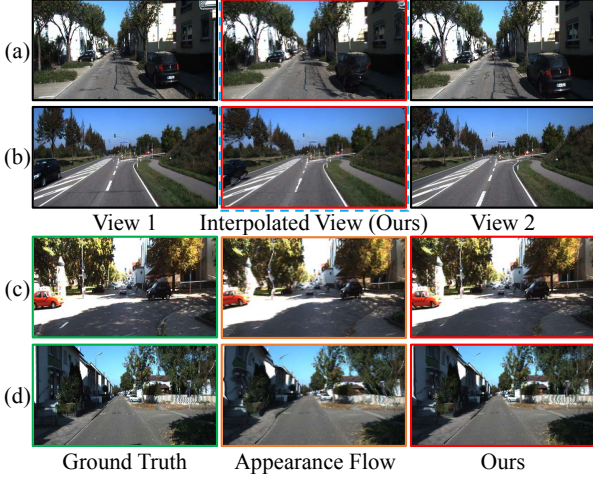 (a)
(b)
View 1 Interpolated View (Ours) View 2
(c)
(d)
Ground Truth Appearance Flow Ours